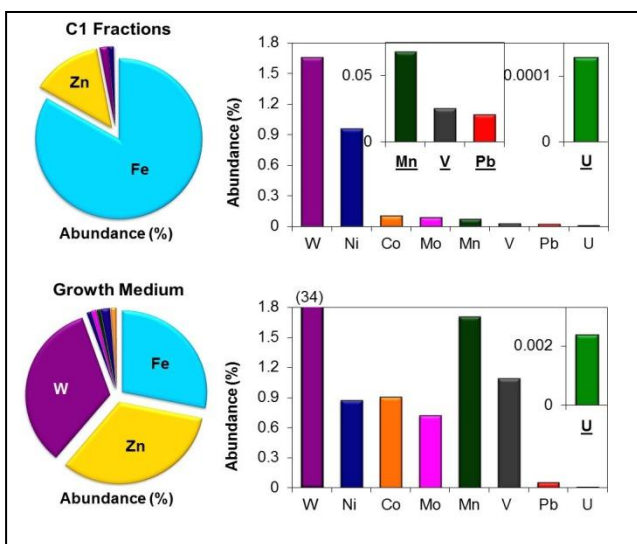 C1 Fractions
Zn
Fe
Abundance (%)
Abundance (%)
1.8
1.5
1.2
0.9
0.6
0.3
0
0.05
0
Mn V Pb
0.0001
0
U
W Ni Co Mo Mn V Pb U
Growth Medium
Fe
W
Zn
Abundance (%)
Abundance (%)
(34)
1.8
1.5
1.2
0.9
0.6
0.3
0
0.002
0
U
W Ni Co Mo Mn V Pb U